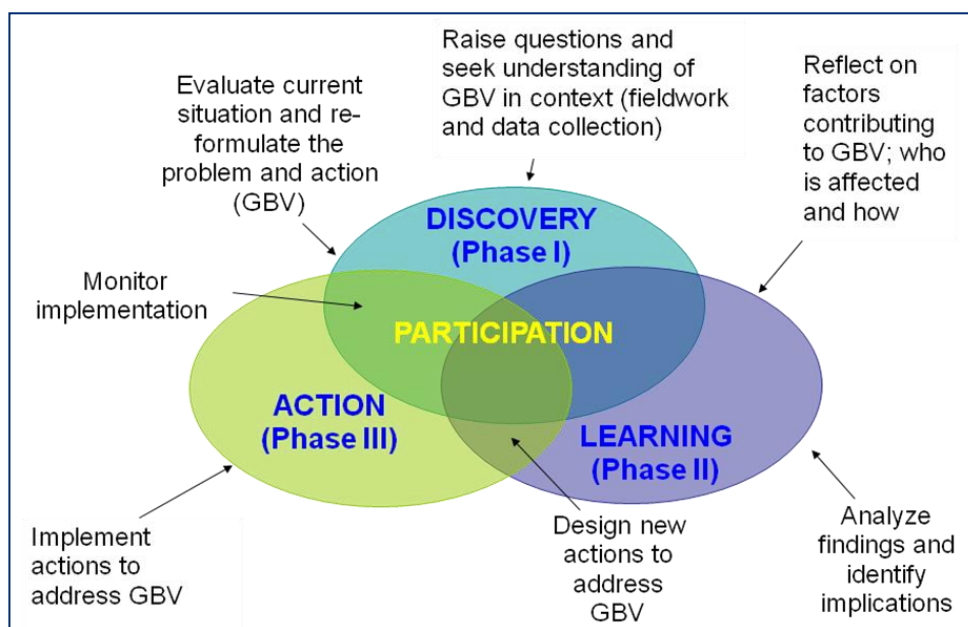 Raise questions and
seek understanding of
GBV in context (fieldwork
and data collection)
Evaluate current
situation and re-
formulate the
problem and action
(GBV)
Reflect on
factors
contributing
to GBV; who
is affected
and how
DISCOVERY
(Phase I)
Monitor
implementation
PARTICIPATION
ACTION
(Phase III)
LEARNING
(Phase II)
Implement
actions to
address GBV
Design new
actions to
address
GBV
Analyze
findings and
identify
implications